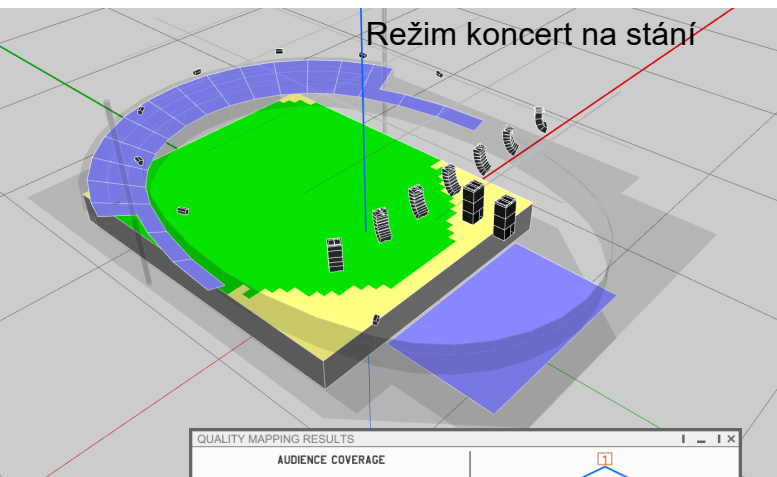 Režim koncert na stání
QUALITY MAPPING RESULTS
AUDIENCE COVERAGE
1